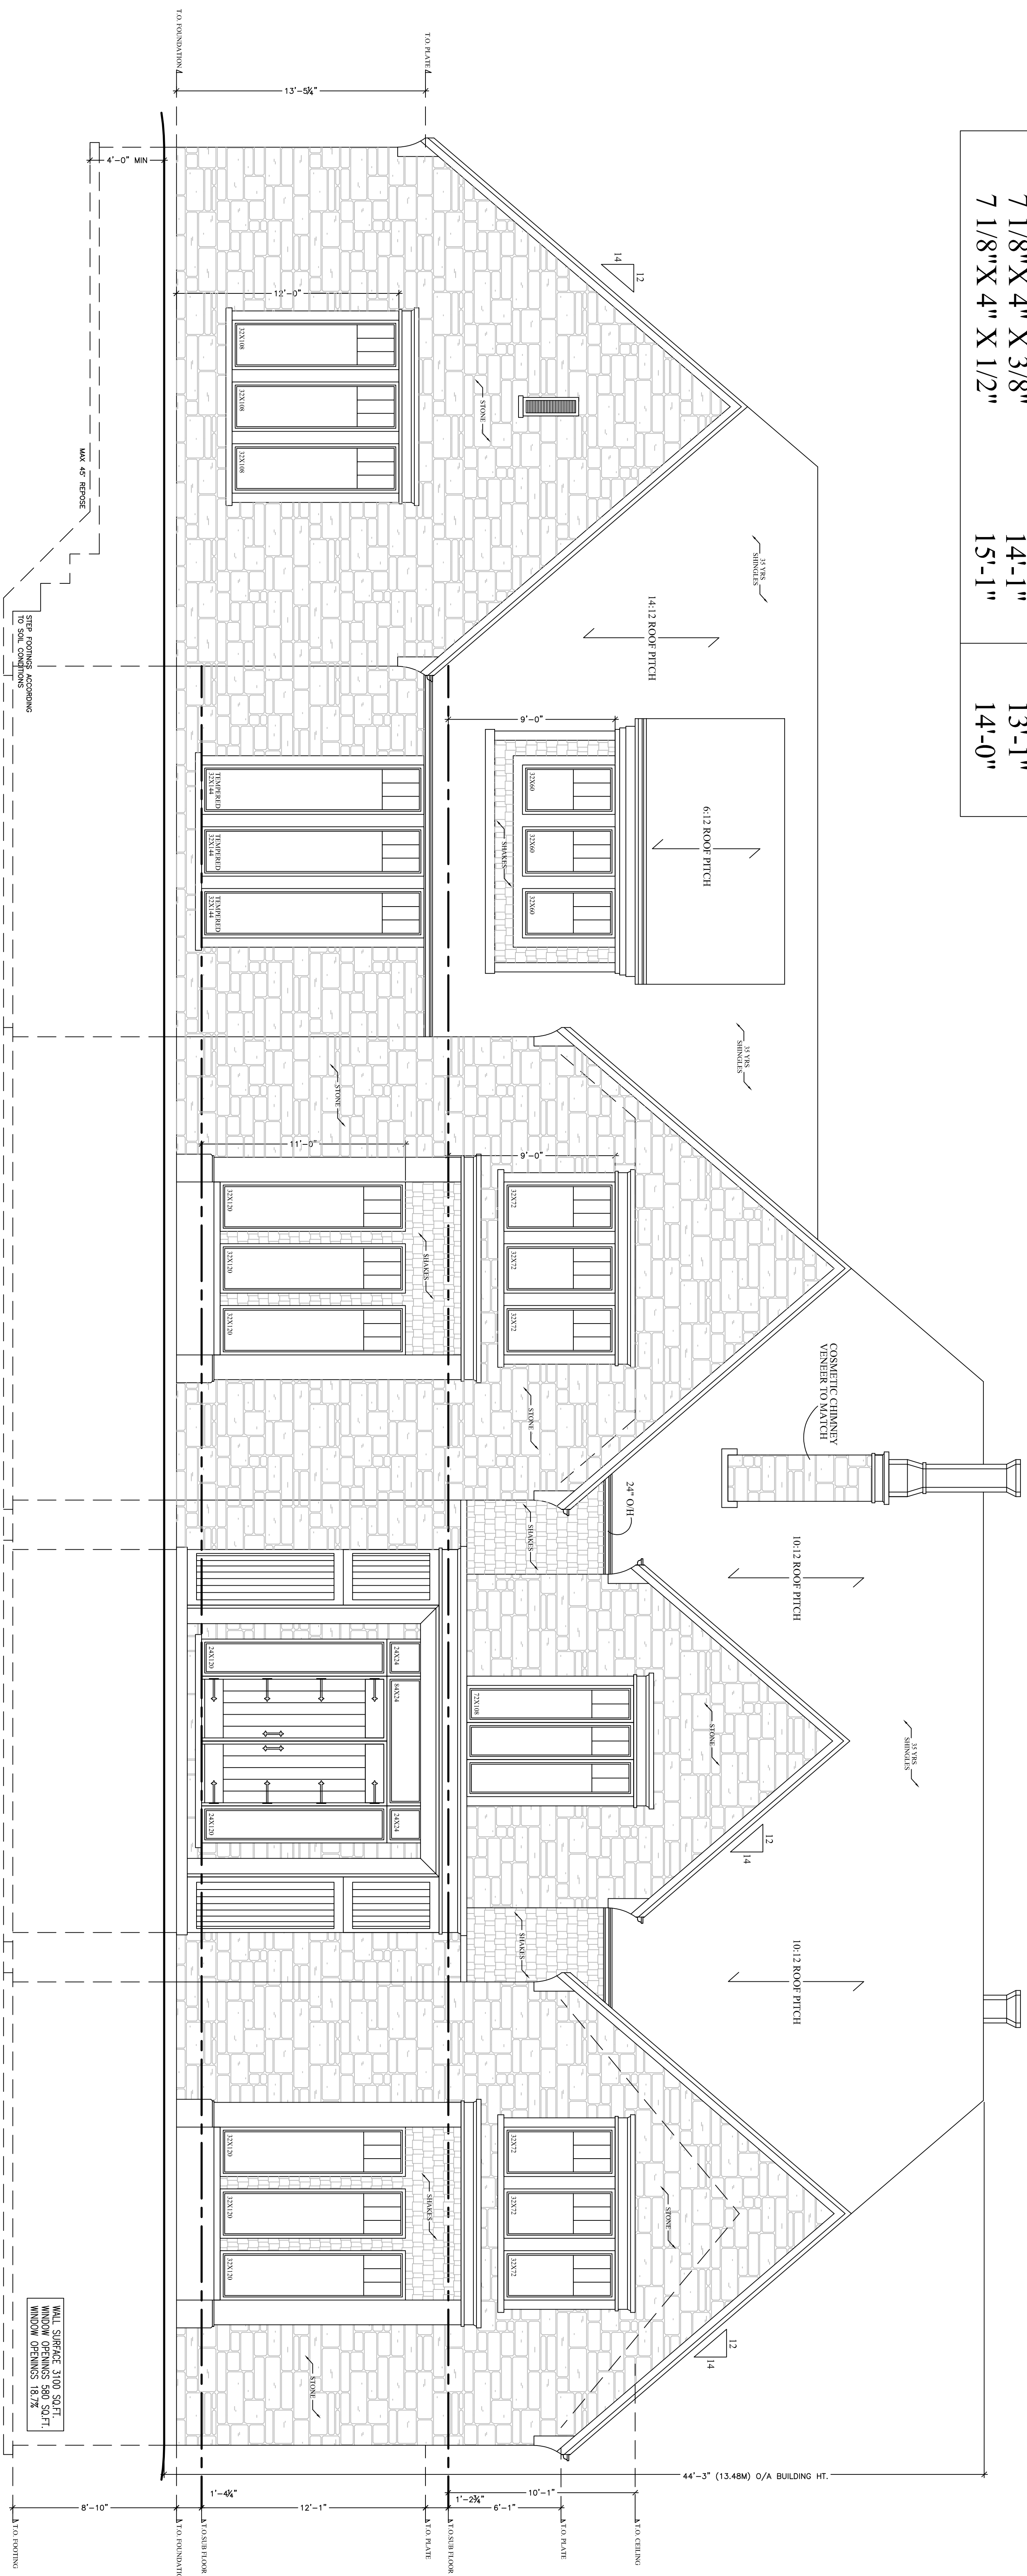 7 1/8"X 4" X 3/8" 14'-1" 13'-1"
7 1/8"X 4" X 1/2" 15'-1" 14'-0"
T.O. PLATE
T.O. FOUNDATION
13'-5¼"
4'-0" MIN
12'-0"
14
12
32X108
32X108
32X108
STONE
MAX 45° REPOSE
STEP FOOTINGS ACCORDING
TO SOIL CONDITIONS
35 YRS
SHINGLES
14:12 ROOF PITCH
6:12 ROOF PITCH
9'-0"
32X60
32X60
32X60
SHAKES
TEMPERED
32X144
TEMPERED
32X144
TEMPERED
32X144
35 YRS
SHINGLES
STONE
11'-0"
9'-0"
32X72
32X72
32X72
32X120
32X120
32X120
SHAKES
STONE
COSMETIC CHIMNEY
VENEER TO MATCH
24" O/H
SHAKES
10:12 ROOF PITCH
35 YRS
SHINGLES
STONE
72X108
12
14
24X24
84X24
24X24
24X120
24X120
SHAKES
10:12 ROOF PITCH
STONE
32X72
32X72
32X72
SHAKES
32X120
32X120
32X120
STONE
12
14
WALL SURFACE 3100 SQ.FT.
WINDOW OPENINGS 580 SQ.FT.
WINDOW OPENINGS 18.7%
44'-3" (13.48M) O/A BUILDING HT.
10'-1"
1'-2¾"
6'-1"
12'-1"
1'-4¾"
8'-10"
T.O. CEILING
T.O. PLATE
T.O.SUB FLOOR
T.O. PLATE
T.O.SUB FLOOR
T.O. FOUNDATI
T.O. FOOTING